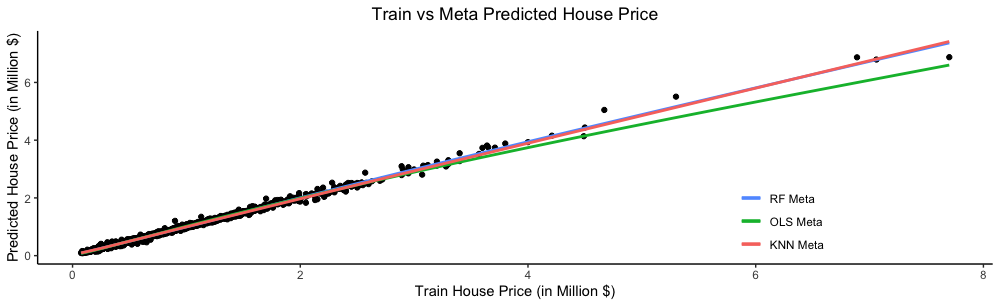 Train vs Meta Predicted House Price
Predicted House Price (in Million $)
6
4
2
0
RF Meta
OLS Meta
KNN Meta
0 2 4 6 8
Train House Price (in Million $)